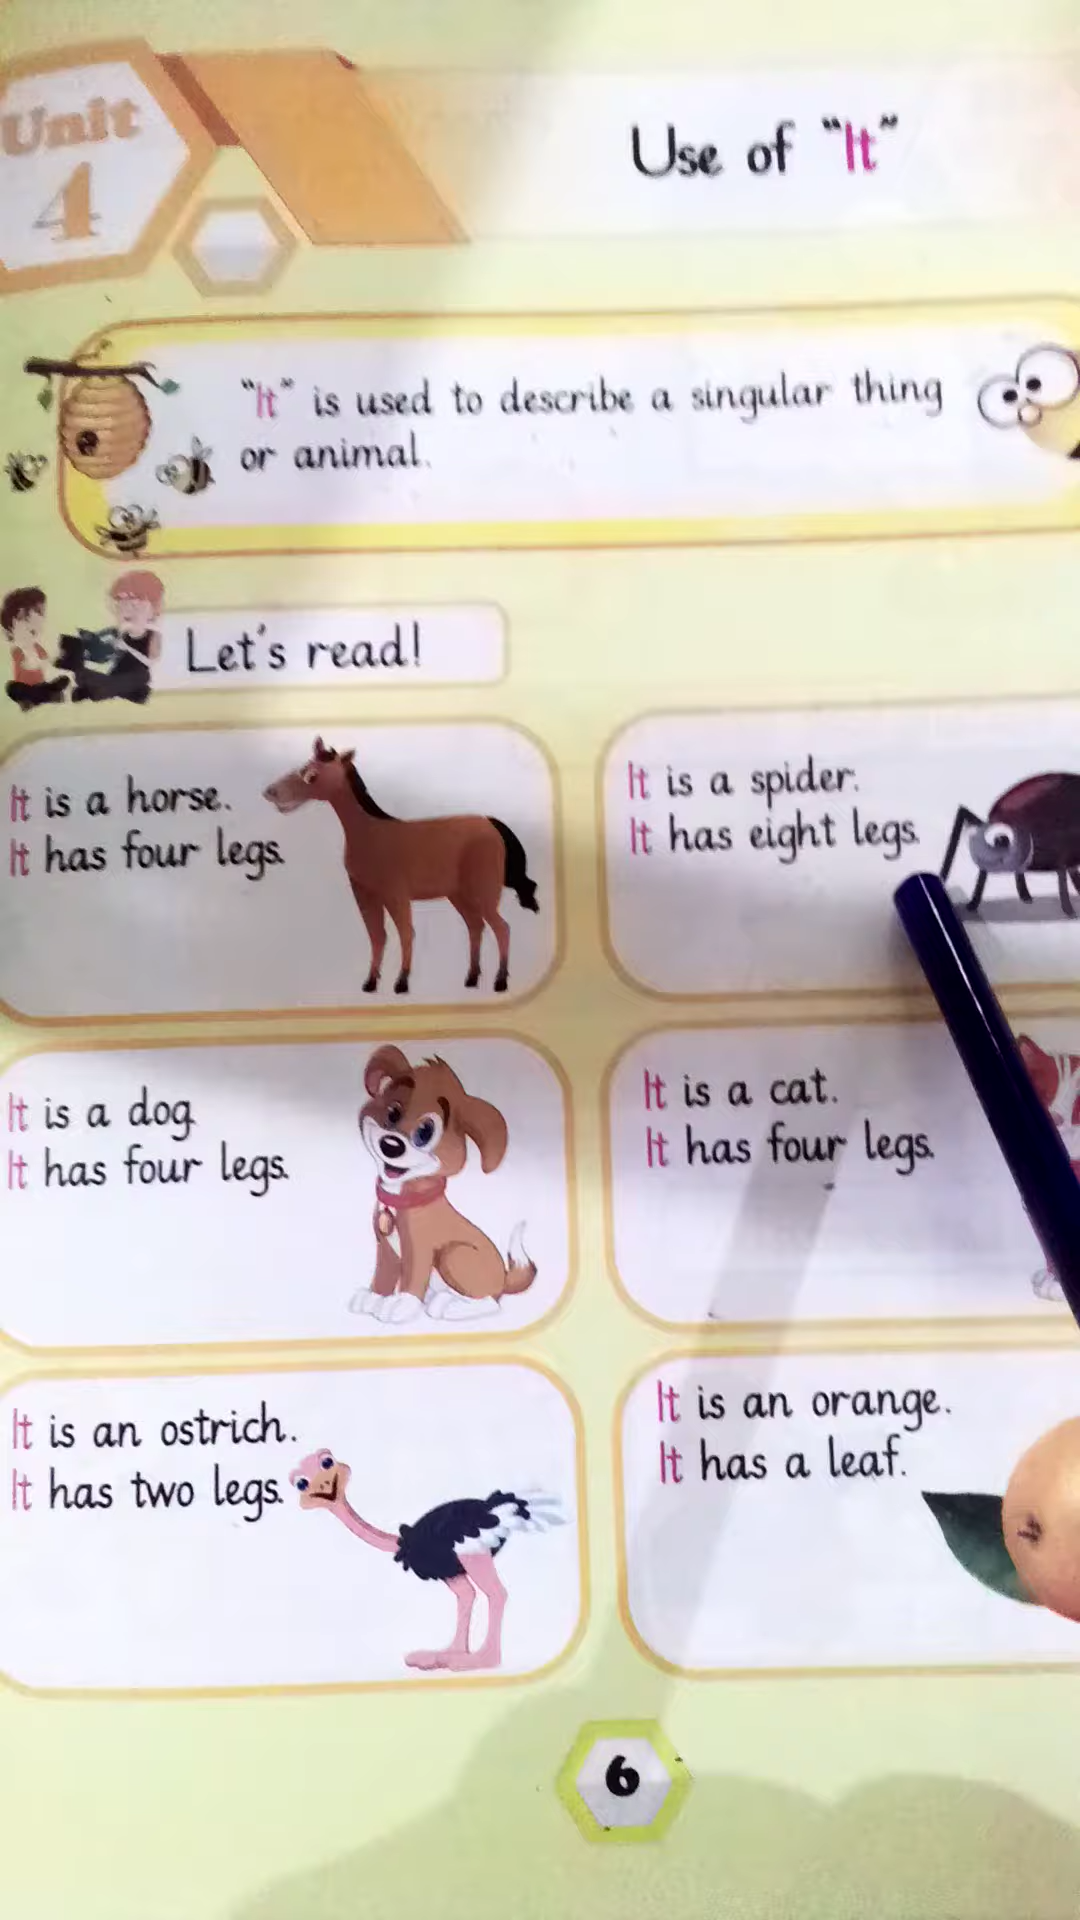 Unit
4
Use of “It”
“It” is used to describe a singular thing
or animal.
Let's read!
It is a horse.
It has four legs.
It is a spider.
It has eight legs.
It is a dog.
It has four legs.
It is a cat.
It has four legs.
It is an ostrich.
It has two legs.
It is an orange.
It has a leaf.
6